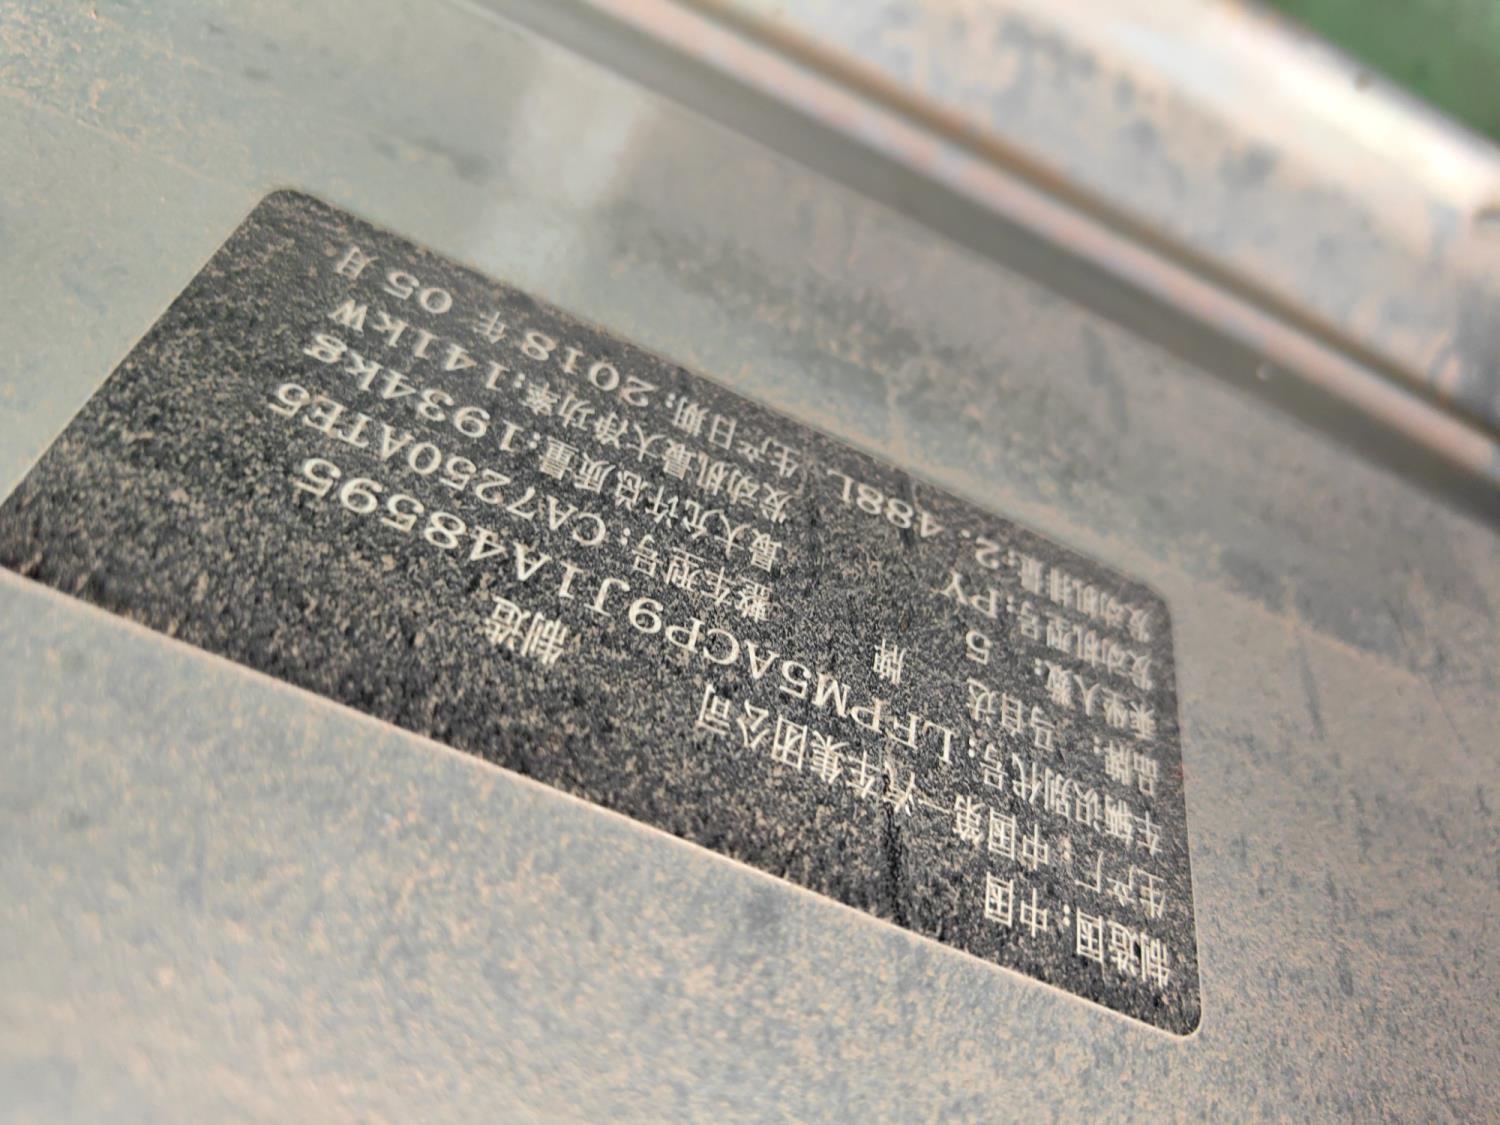 制造国：中国
生产厂：中国第一汽车集团公司 制造
车辆识别代号：LFPM5ACP9J1A48595
品牌： 马自达 牌 整车型号：CA7250ATE5
乘坐人数： 5 最大允许总质量：1934kg
发动机型号：PY 发动机最大净功率：141kW
发动机排量：2.488L 生产日期：2018年05月